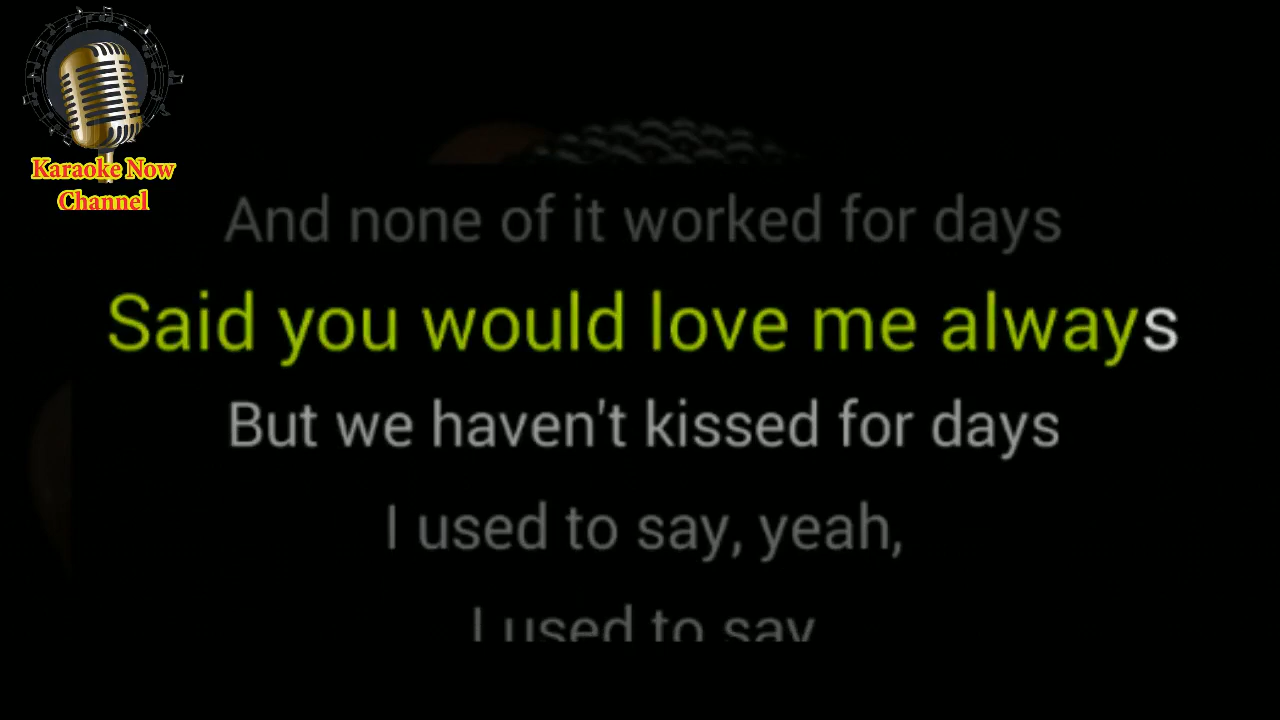 Karaoke Now
Channel
And none of it worked for days
Said you would love me always
But we haven't kissed for days
I used to say, yeah,
I used to say